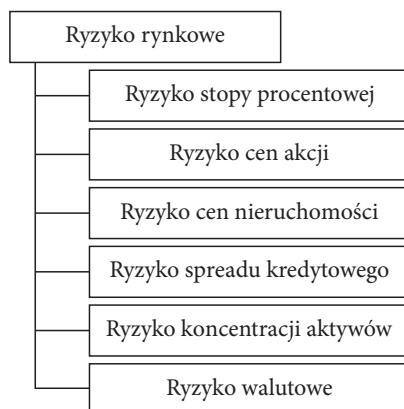 Ryzyko rynkowe
Ryzyko stopy procentowej
Ryzyko cen akcji
Ryzyko cen nieruchomości
Ryzyko spreadu kredytowego
Ryzyko koncentracji aktywów
Ryzyko walutowe